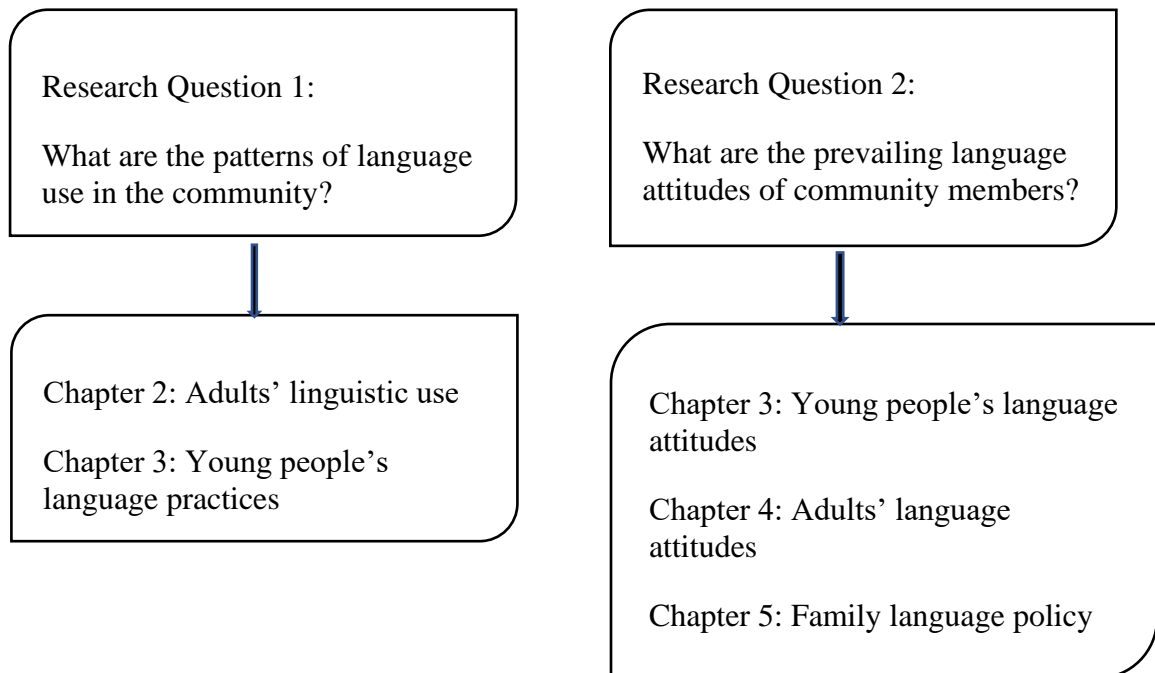 Research Question 1:
What are the patterns of language
use in the community?
Chapter 2: Adults’ linguistic use
Chapter 3: Young people’s
language practices
Research Question 2:
What are the prevailing language
attitudes of community members?
Chapter 3: Young people’s language
attitudes
Chapter 4: Adults’ language
attitudes
Chapter 5: Family language policy